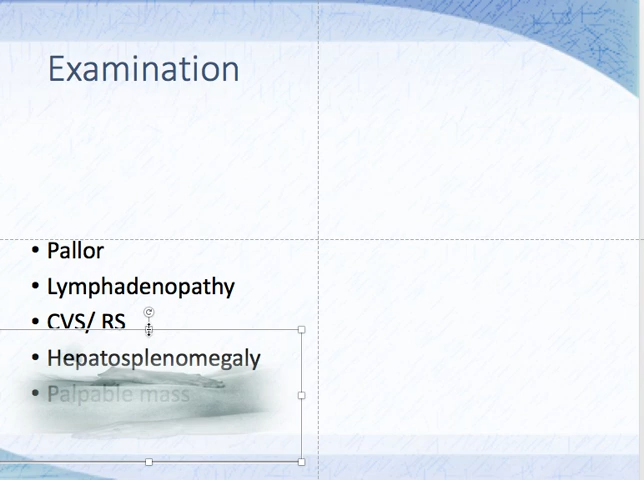 Examination
• Pallor
• Lymphadenopathy
• CVS/ RS
• Hepatosplenomegaly
• Palpable mass